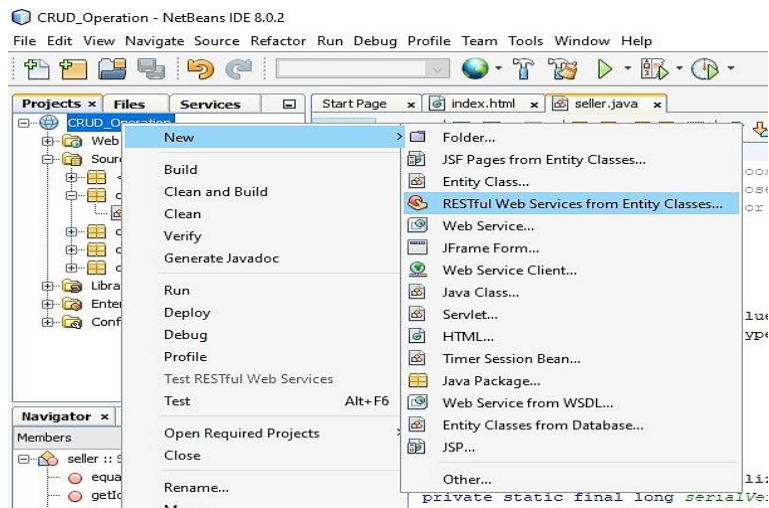 CRUD_Operation - NetBeans IDE 8.0.2
File Edit View Navigate Source Refactor Run Debug Profile Team Tools Window Help
Projects × Files Services
Start Page × index.html × seller.java ×
CRUD_Operation
Web
Sour
Libra
Enter
Conf
New
Build
Clean and Build
Clean
Verify
Generate Javadoc
Run
Deploy
Debug
Profile
Test RESTful Web Services
Test Alt+F6
Open Required Projects
Close
Rename...
Folder...
JSF Pages from Entity Classes...
Entity Class...
RESTful Web Services from Entity Classes...
Web Service...
JFrame Form...
Web Service Client...
Java Class...
Servlet...
HTML...
Timer Session Bean...
Java Package...
Web Service from WSDL...
Entity Classes from Database...
JSP...
Other...
Navigator ×
Members
seller :: S
equa
getId
private static final long serialVer